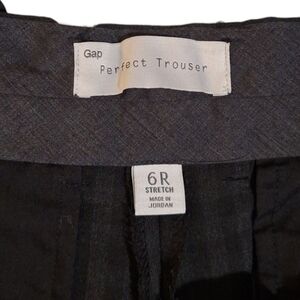 Gap
Perfect Trouser
6R
STRETCH
MADE IN
JORDAN